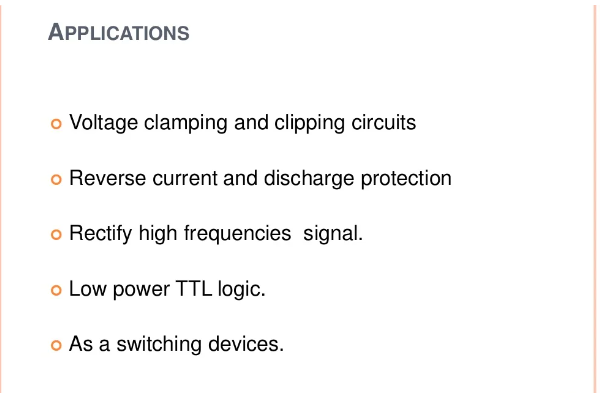 APPLICATIONS
Voltage clamping and clipping circuits
Reverse current and discharge protection
Rectify high frequencies  signal.
Low power TTL logic.
As a switching devices.